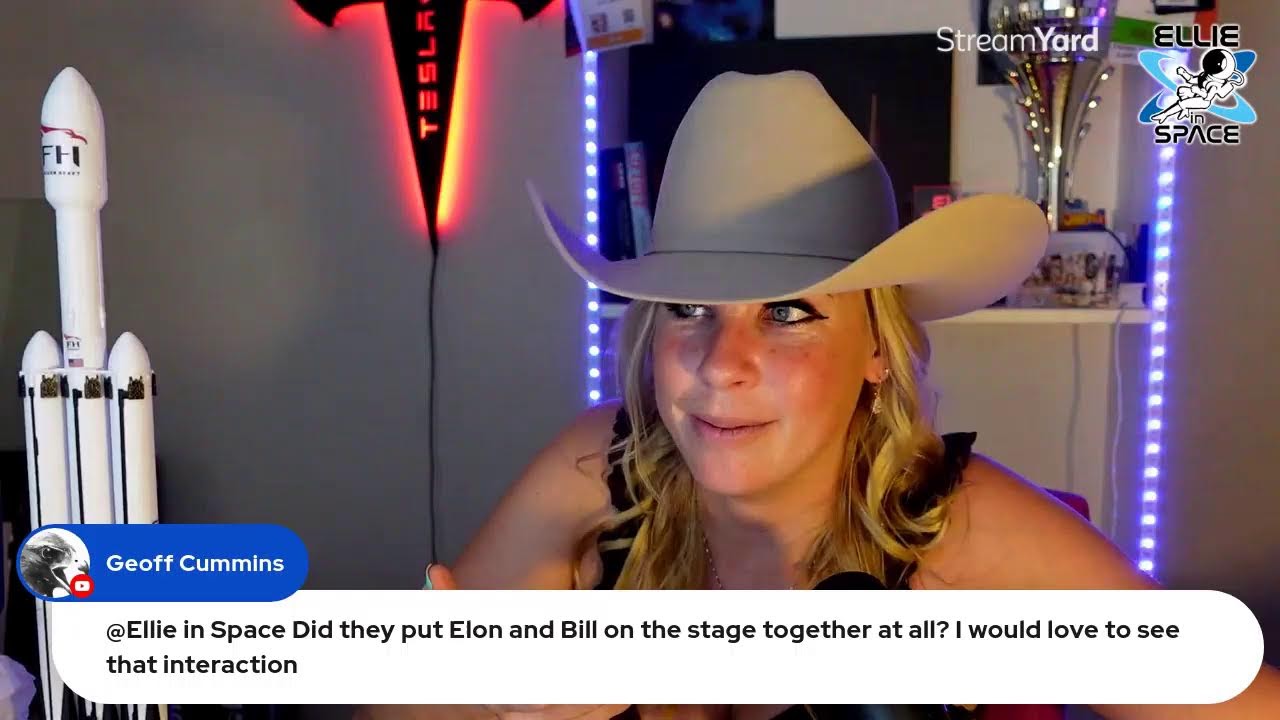 StreamYard
ELLIE
in
SPACE
TESLA
FH
FH
Geoff Cummins
@Ellie in Space Did they put Elon and Bill on the stage together at all? I would love to see
that interaction